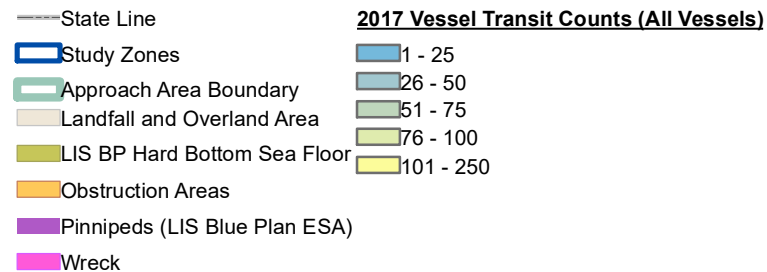 State Line
Study Zones
Approach Area Boundary
Landfall and Overland Area
LIS BP Hard Bottom Sea Floor
Obstruction Areas
Pinnipeds (LIS Blue Plan ESA)
Wreck
2017 Vessel Transit Counts (All Vessels)
1 - 25
26 - 50
51 - 75
76 - 100
101 - 250